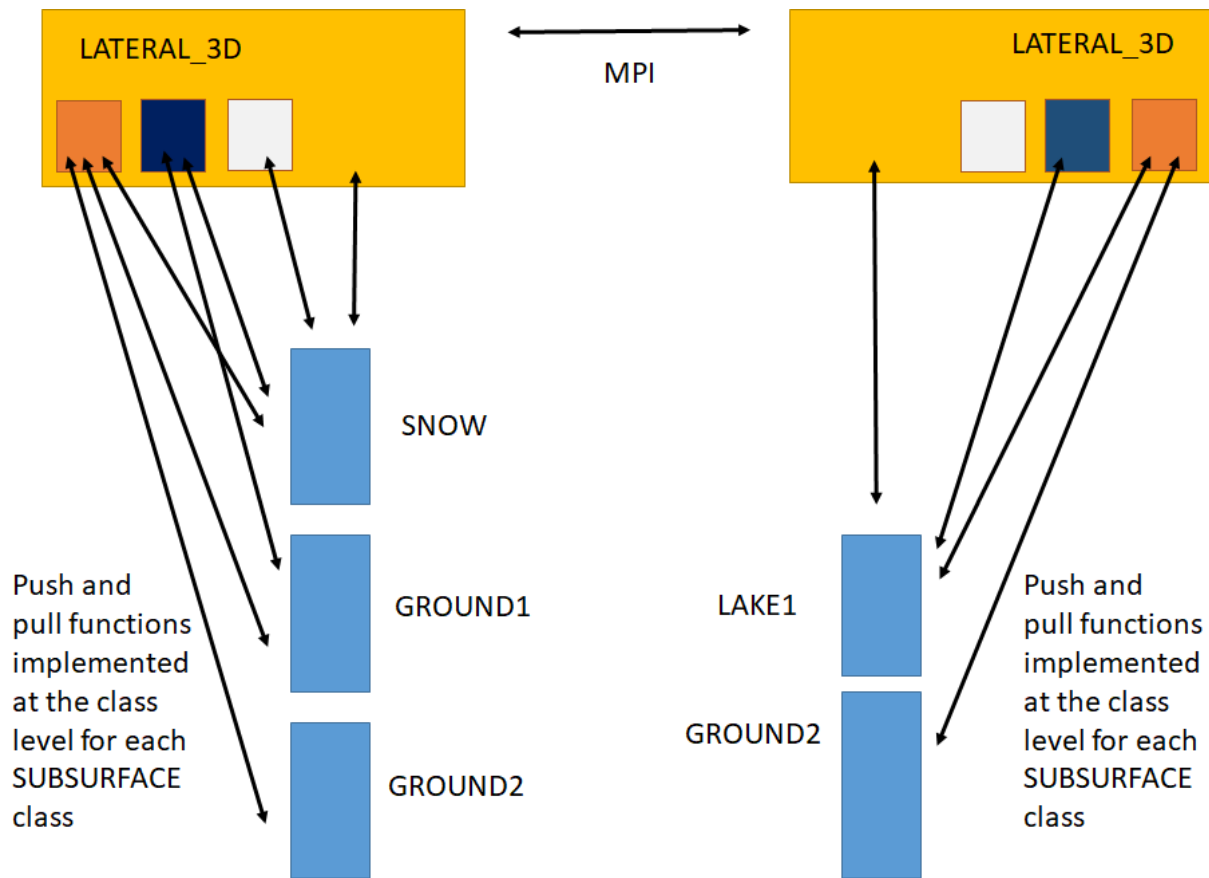 LATERAL_3D
MPI
LATERAL_3D
SNOW
GROUND1
GROUND2
Push and
pull functions
implemented
at the class
level for each
SUBSURFACE
class
LAKE1
GROUND2
Push and
pull functions
implemented
at the class
level for each
SUBSURFACE
class